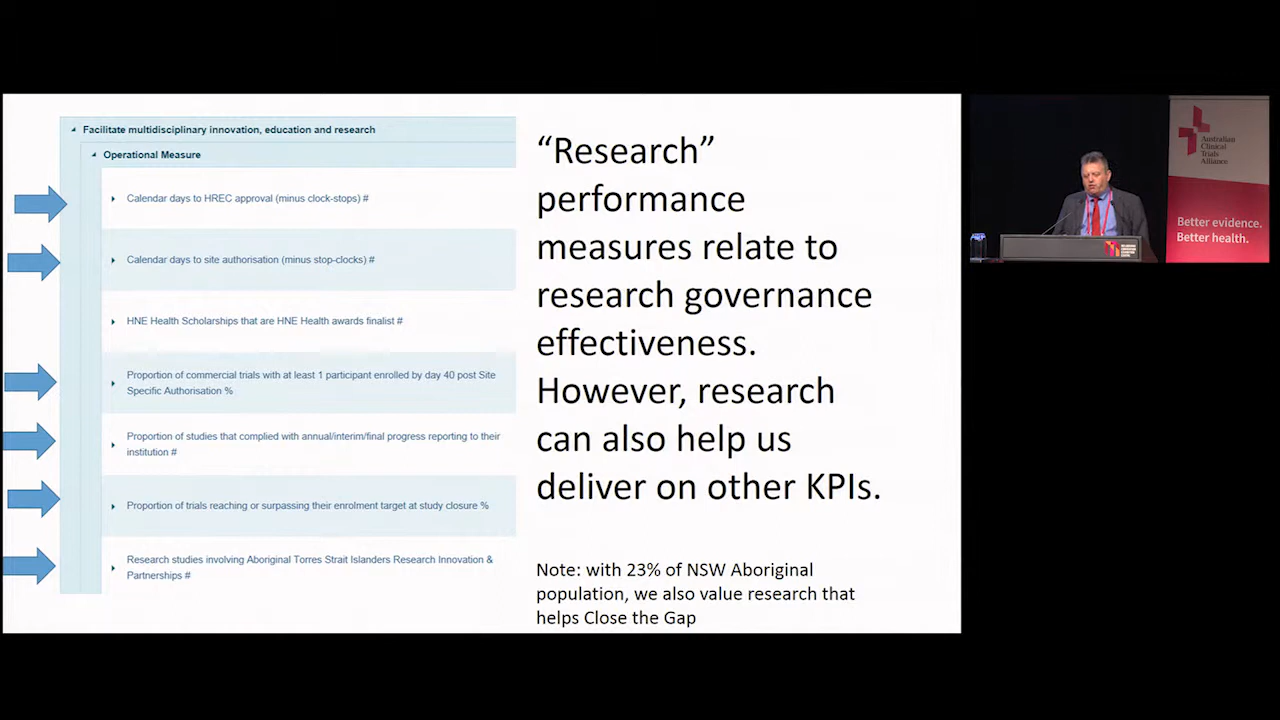 Facilitate multidisciplinary innovation, education and research
Operational Measure
Calendar days to HREC approval (minus clock-stops) #
Calendar days to site authorisation (minus stop-clocks) #
HNE Health Scholarships that are HNE Health awards finalist #
Proportion of commercial trials with at least 1 participant enrolled by day 40 post Site
Specific Authorisation %
Proportion of studies that complied with annual/interim/final progress reporting to their
institution #
Proportion of trials reaching or surpassing their enrolment target at study closure %
Research studies involving Aboriginal Torres Strait Islanders Research Innovation &
Partnerships #
“Research”
performance
measures relate to
research governance
effectiveness.
However, research
can also help us
deliver on other KPIs.
Note: with 23% of NSW Aboriginal
population, we also value research that
helps Close the Gap
Australian
Clinical
Trials
Alliance
Better evidence.
Better health.